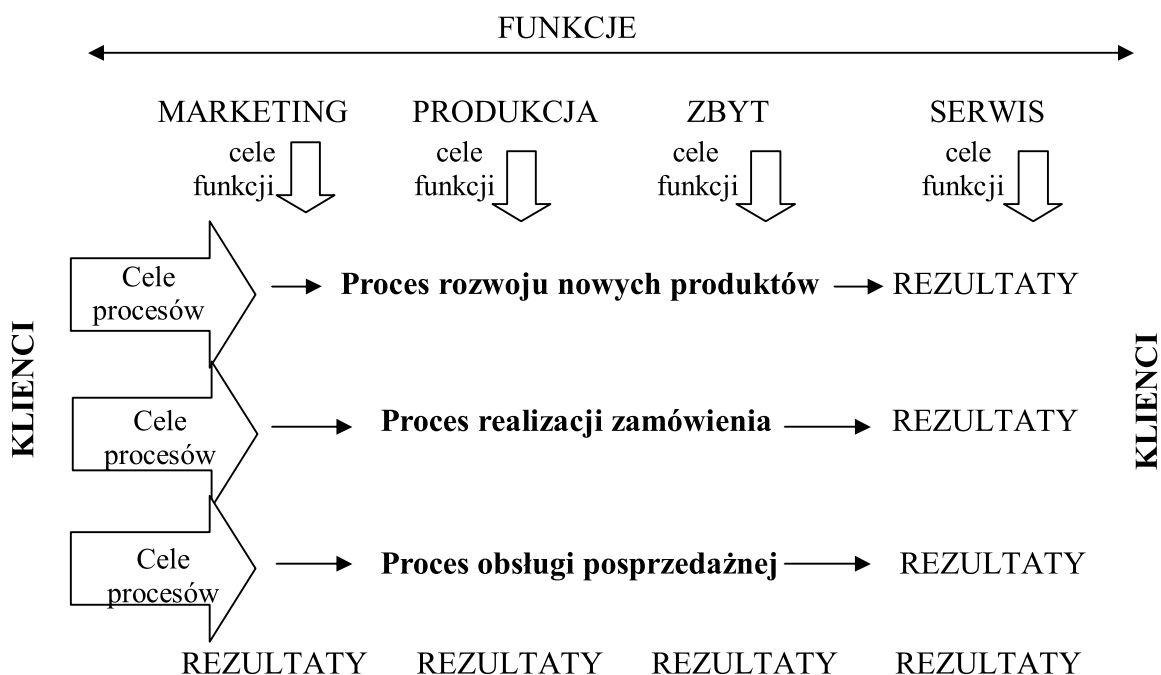 FUNKCJE
MARKETING PRODUKCJA ZBYT SERWIS
cele cele cele cele
funkcji funkcji funkcji funkcji
KLIENCI
Cele
procesów
Proces rozwoju nowych produktów
REZULTATY
Cele
procesów
Proces realizacji zamówienia
REZULTATY
Cele
procesów
Proces obsługi posprzedażnej
REZULTATY
KLIENCI
REZULTATY REZULTATY REZULTATY REZULTATY